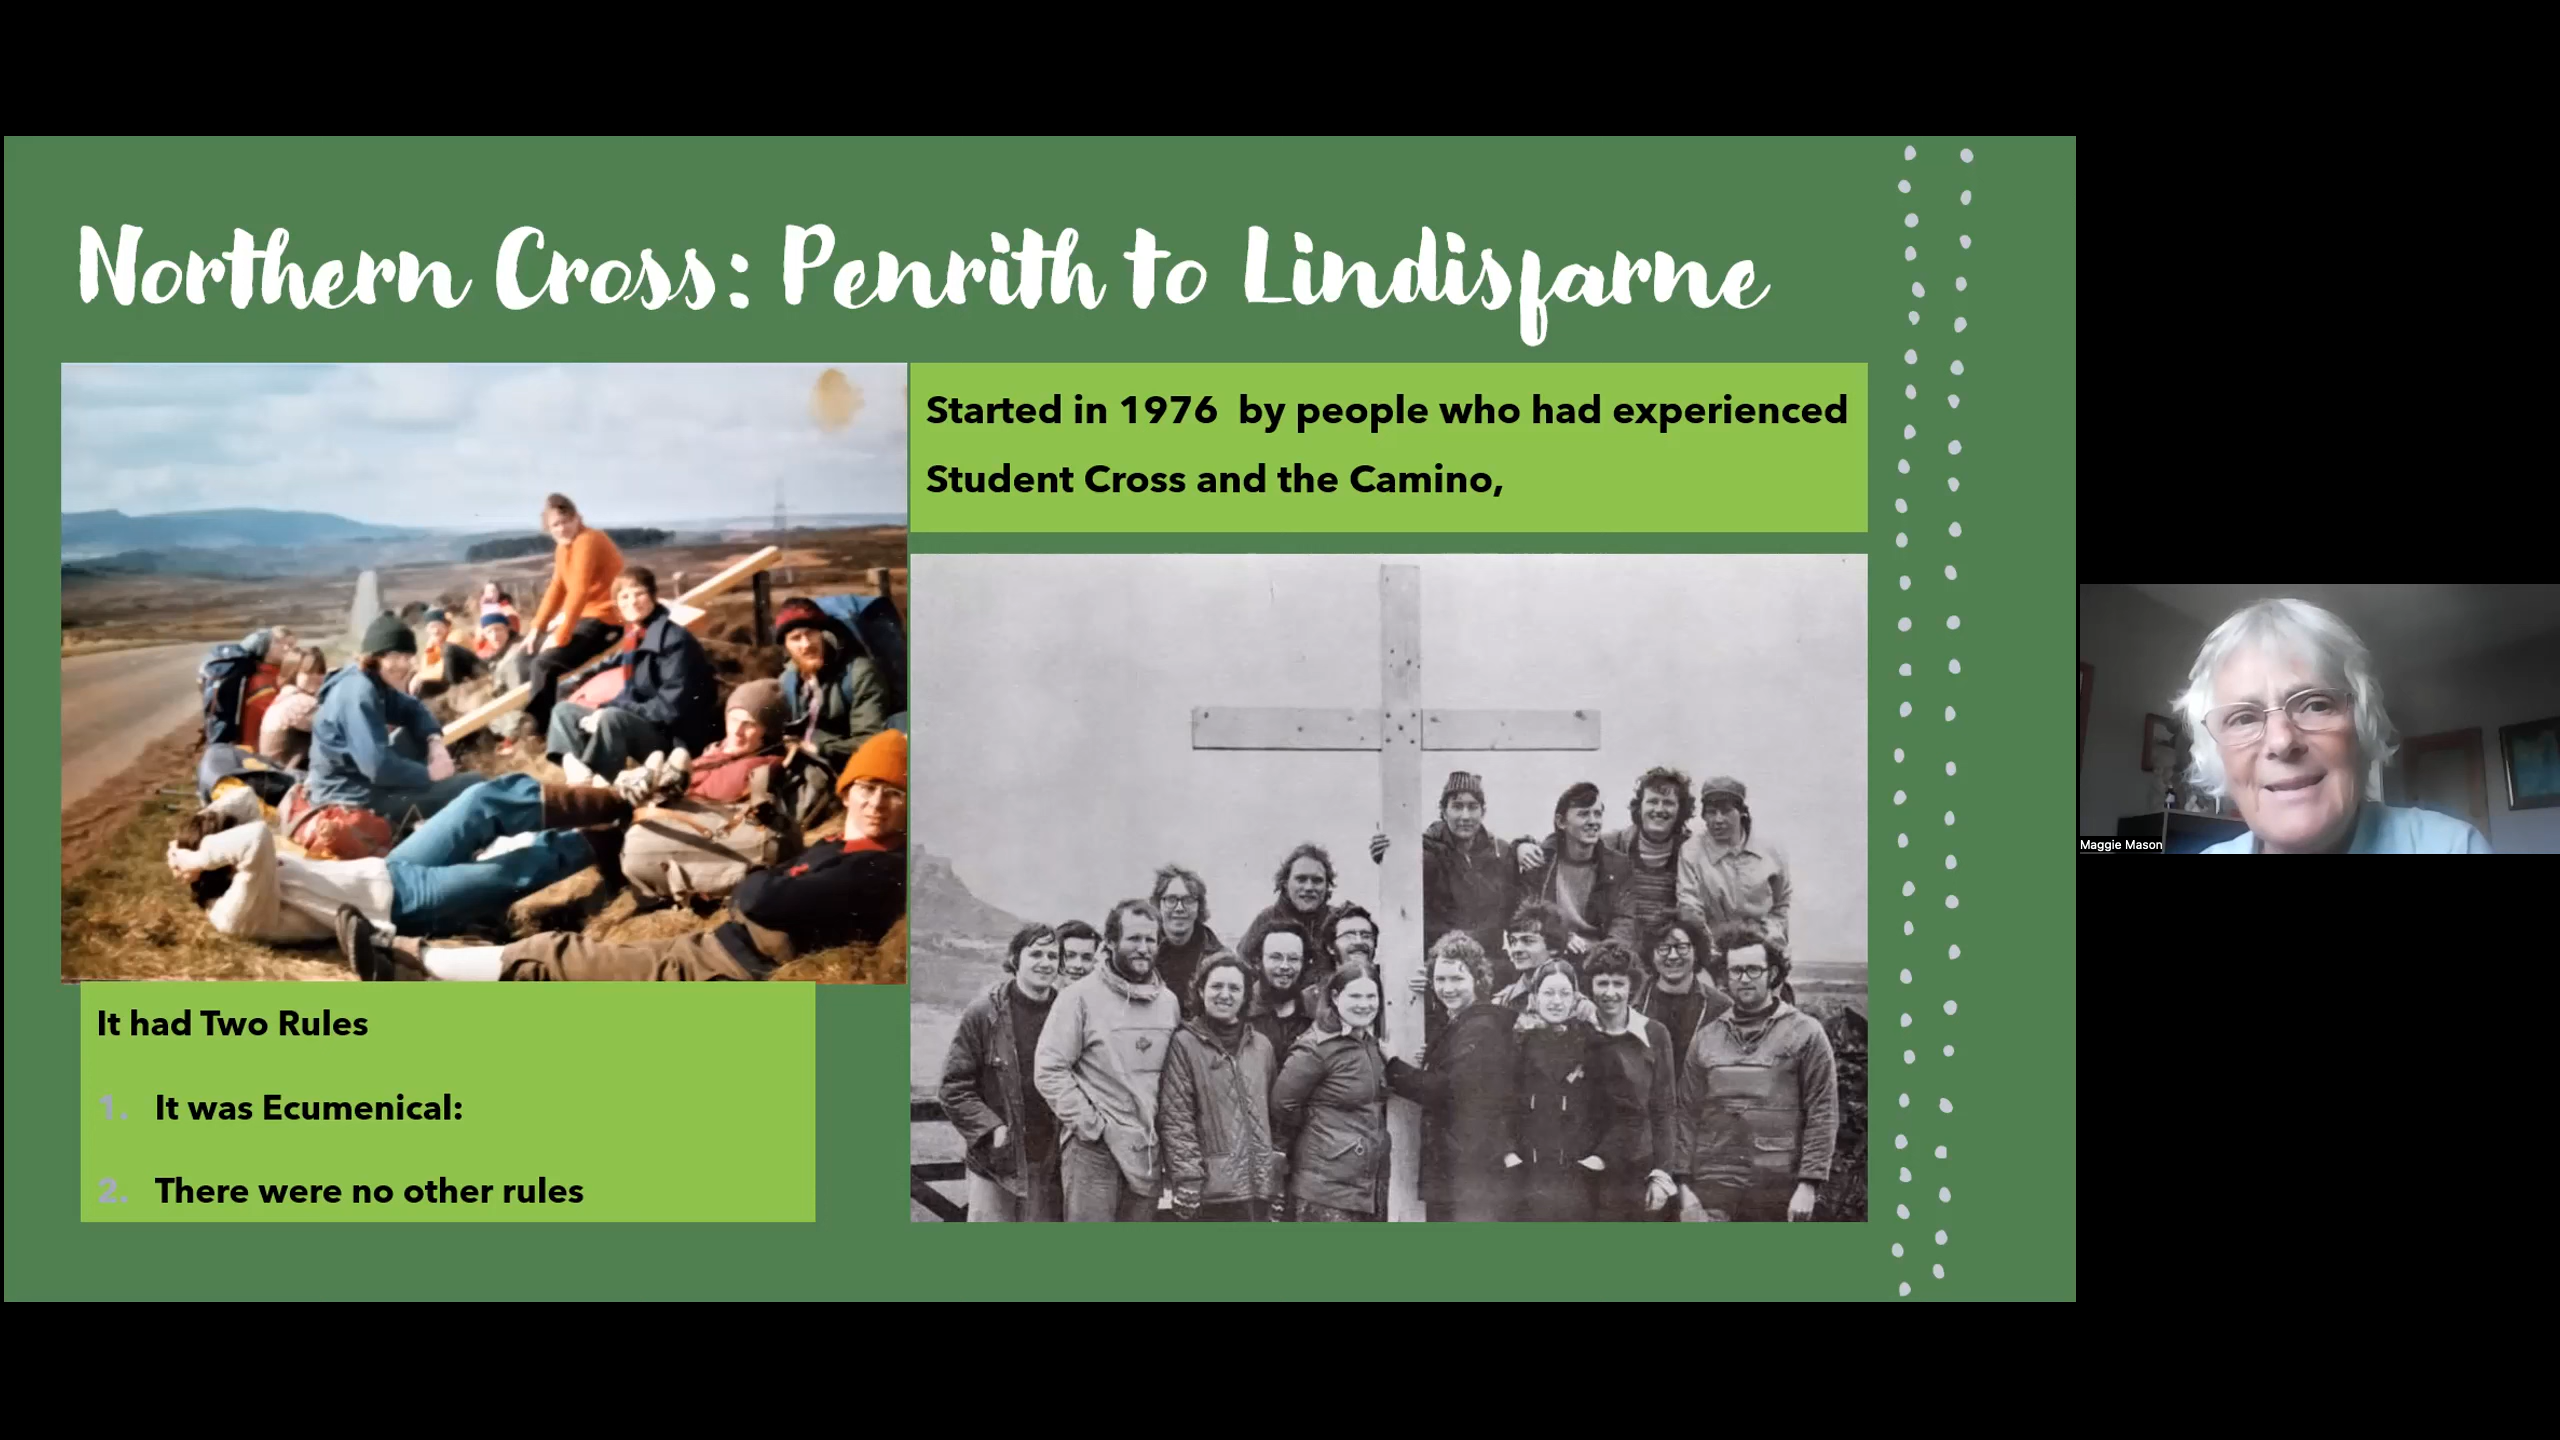 Northern Cross: Penrith to Lindisfarne
Started in 1976  by people who had experienced
Student Cross and the Camino,
It had Two Rules
1. It was Ecumenical:
2. There were no other rules
Maggie Mason